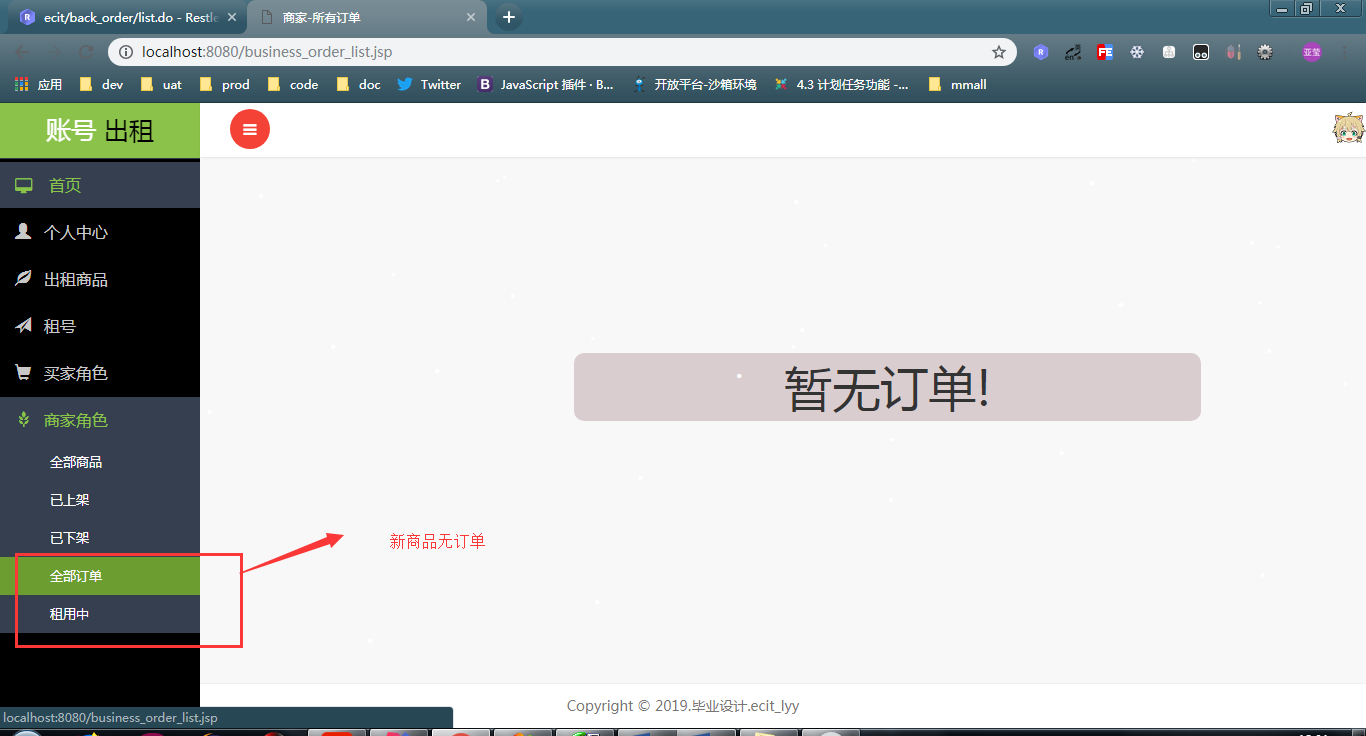 ecit/back_order/list.do - Restle
商家-所有订单
localhost:8080/business_order_list.jsp
亚莹
应用
dev
uat
prod
code
doc
Twitter
JavaScript 插件 · B...
开放平台-沙箱环境
4.3 计划任务功能 -...
mmall
账号 出租
首页
个人中心
出租商品
租号
买家角色
商家角色
全部商品
已上架
已下架
全部订单
租用中
暂无订单!
新商品无订单
Copyright © 2019.毕业设计.ecit_lyy
localhost:8080/business_order_list.jsp